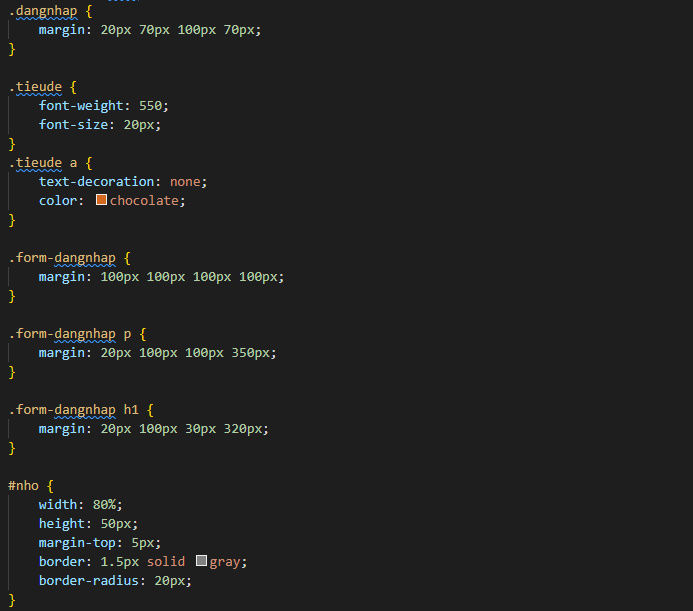 .dangnhap {
    margin: 20px 70px 100px 70px;
}

.tieude {
    font-weight: 550;
    font-size: 20px;
}
.tieude a {
    text-decoration: none;
    color: chocolate;
}

.form-dangnhap {
    margin: 100px 100px 100px 100px;
}

.form-dangnhap p {
    margin: 20px 100px 100px 350px;
}

.form-dangnhap h1 {
    margin: 20px 100px 30px 320px;
}

#nho {
    width: 80%;
    height: 50px;
    margin-top: 5px;
    border: 1.5px solid gray;
    border-radius: 20px;
}